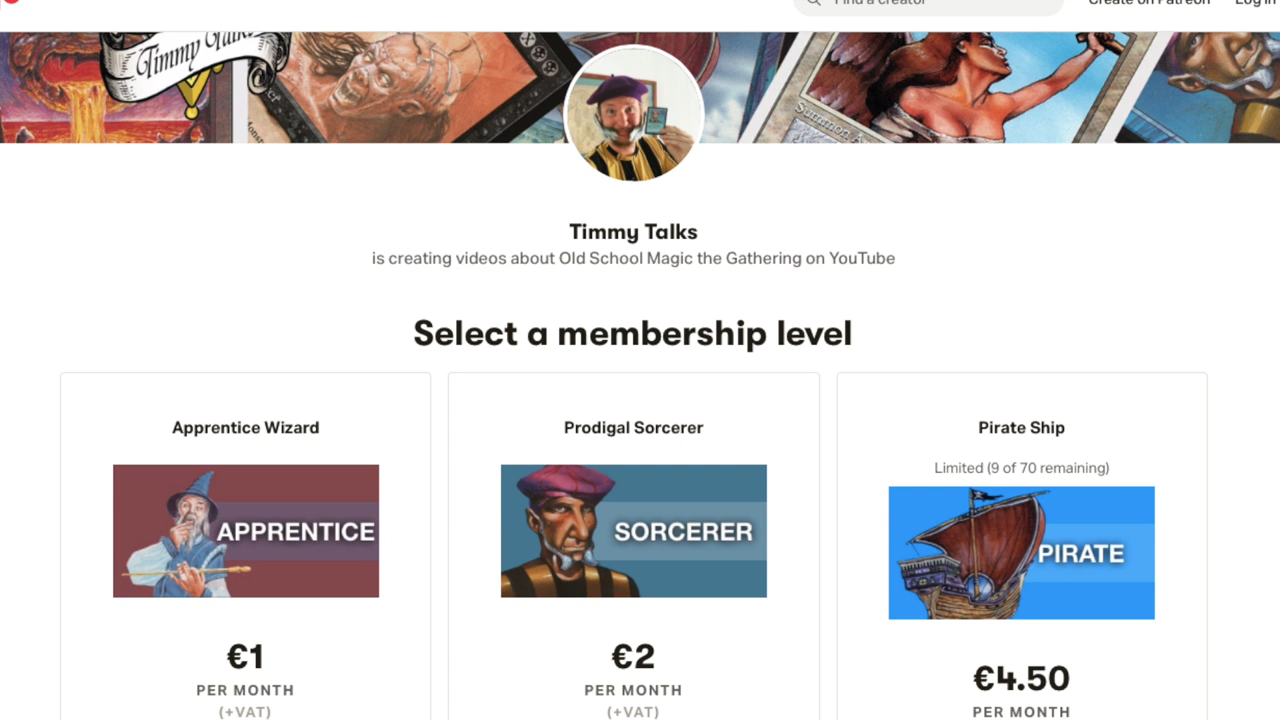 Find a creator
Create on Patreon
Log in
Timmy Talks
Summon A
Timmy Talks
is creating videos about Old School Magic the Gathering on YouTube
Select a membership level
Apprentice Wizard
Prodigal Sorcerer
Pirate Ship
Limited (9 of 70 remaining)
APPRENTICE
SORCERER
PIRATE
€1
€2
€4.50
PER MONTH
PER MONTH
PER MONTH
(+VAT)
(+VAT)